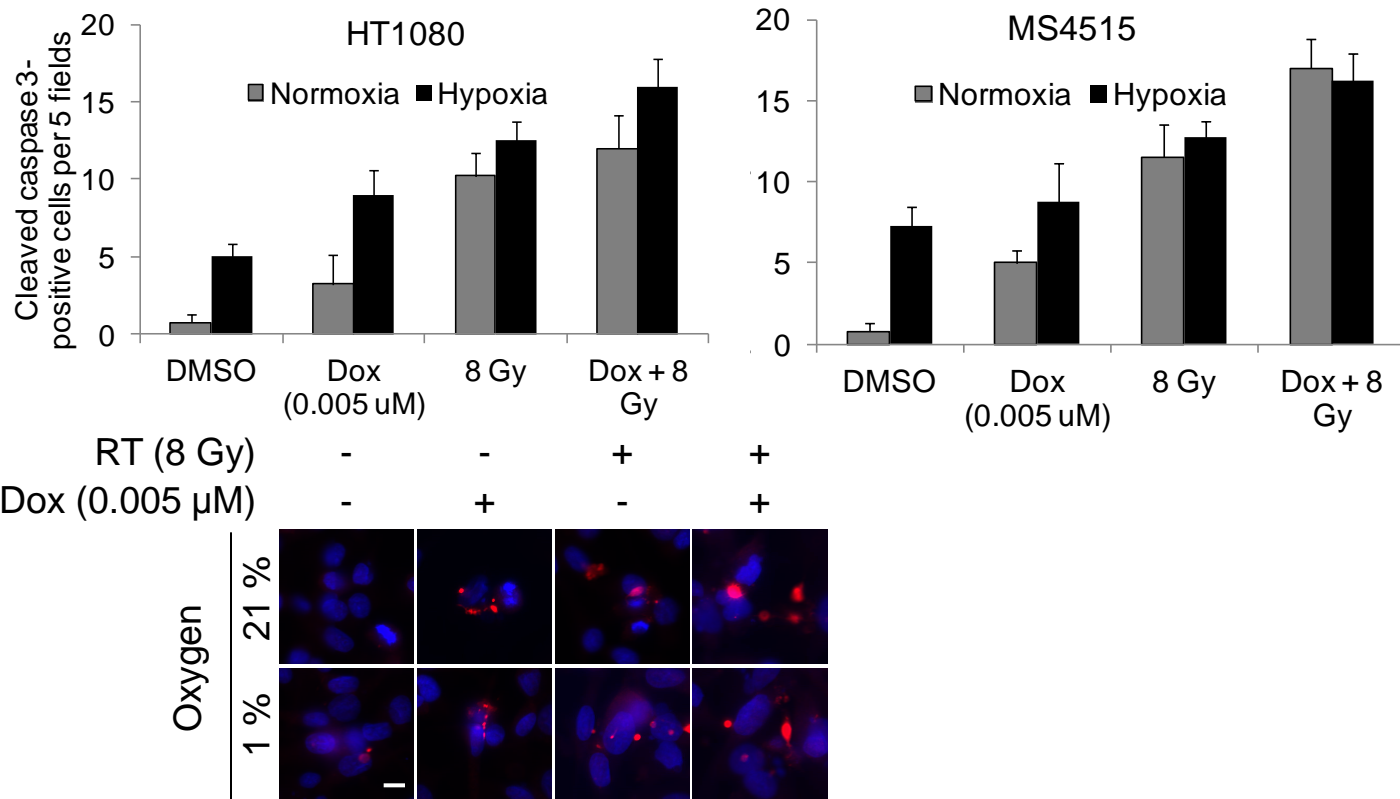 Cleaved caspase 3-
positive cells per 5 fields
HT1080
Normoxia Hypoxia
20
15
10
5
0
DMSO Dox 8 Gy Dox + 8
(0.005 uM) Gy
MS4515
Normoxia Hypoxia
20
15
10
5
0
DMSO Dox 8 Gy Dox + 8
(0.005 uM) Gy
RT (8 Gy) - - + +
Dox (0.005 µM) - + - +
Oxygen
21 %
1 %